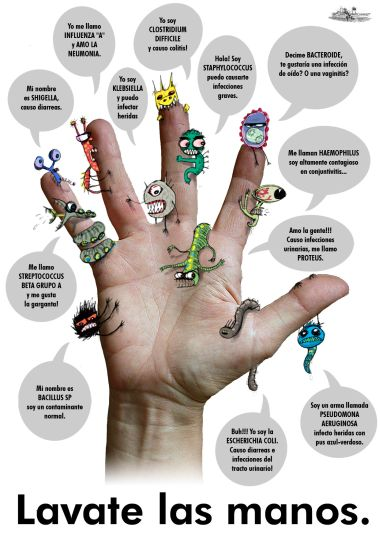 Yo me llamo
INFLUENZA "A"
y AMO LA
NEUMONIA.
Yo soy
CLOSTRIDIUM
DIFFICILE
y causo colitis!
Mi nombre
es SHIGELLA,
causo diarreas.
Yo soy
KLEBSIELLA
y puedo
infectar
heridas
Hola! Soy
STAPHYLOCOCCUS
puedo causarte
infecciones
graves.
Decime BACTEROIDE,
te gustaría una infección
de oído? O una vaginitis?
Me llaman HAEMOPHILUS
soy altamente contagioso
en conjuntivitis...
Amo la gente!!!
Causo infecciones
urinarias, me llamo
PROTEUS.
Me llamo
STREPTOCOCCUS
BETA GRUPO A
y me gusta
la garganta!
Mi nombre es
BACILLUS SP
soy un contaminante
normal.
Buh!!! Yo soy la
ESCHERICHIA COLI.
Causo diarreas e
infecciones del
tracto urinario!
Soy un arma llamada
PSEUDOMONA
AERUGINOSA
infecto heridas con
pus azul-verdoso.
Lavate las manos.